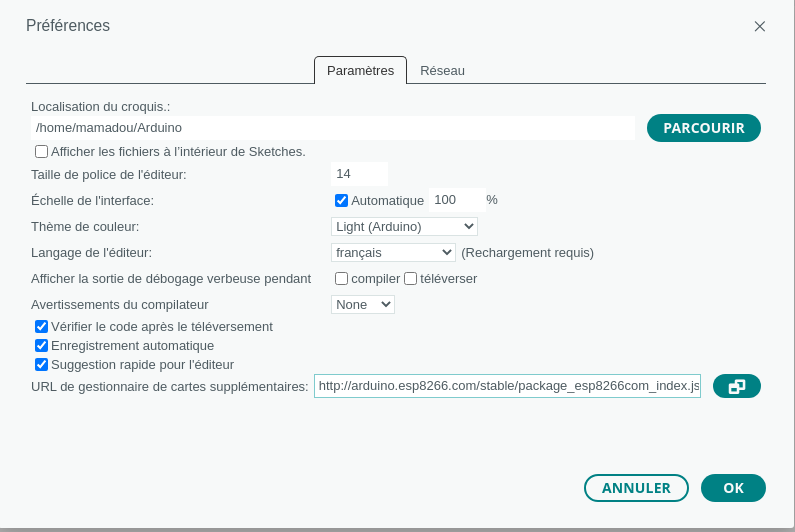 Préférences
Paramètres Réseau
Localisation du croquis.:
/home/mamadou/Arduino PARCOURIR
Afficher les fichiers à l'intérieur de Sketches.
Taille de police de l'éditeur: 14
Échelle de l'interface: Automatique 100 %
Thème de couleur: Light (Arduino)
Langage de l'éditeur: français (Rechargement requis)
Afficher la sortie de débogage verbeuse pendant compiler téléverser
Avertissements du compilateur None
Vérifier le code après le téléversement
Enregistrement automatique
Suggestion rapide pour l'éditeur
URL de gestionnaire de cartes supplémentaires: http://arduino.esp8266.com/stable/package_esp8266com_index.js
ANNULER OK